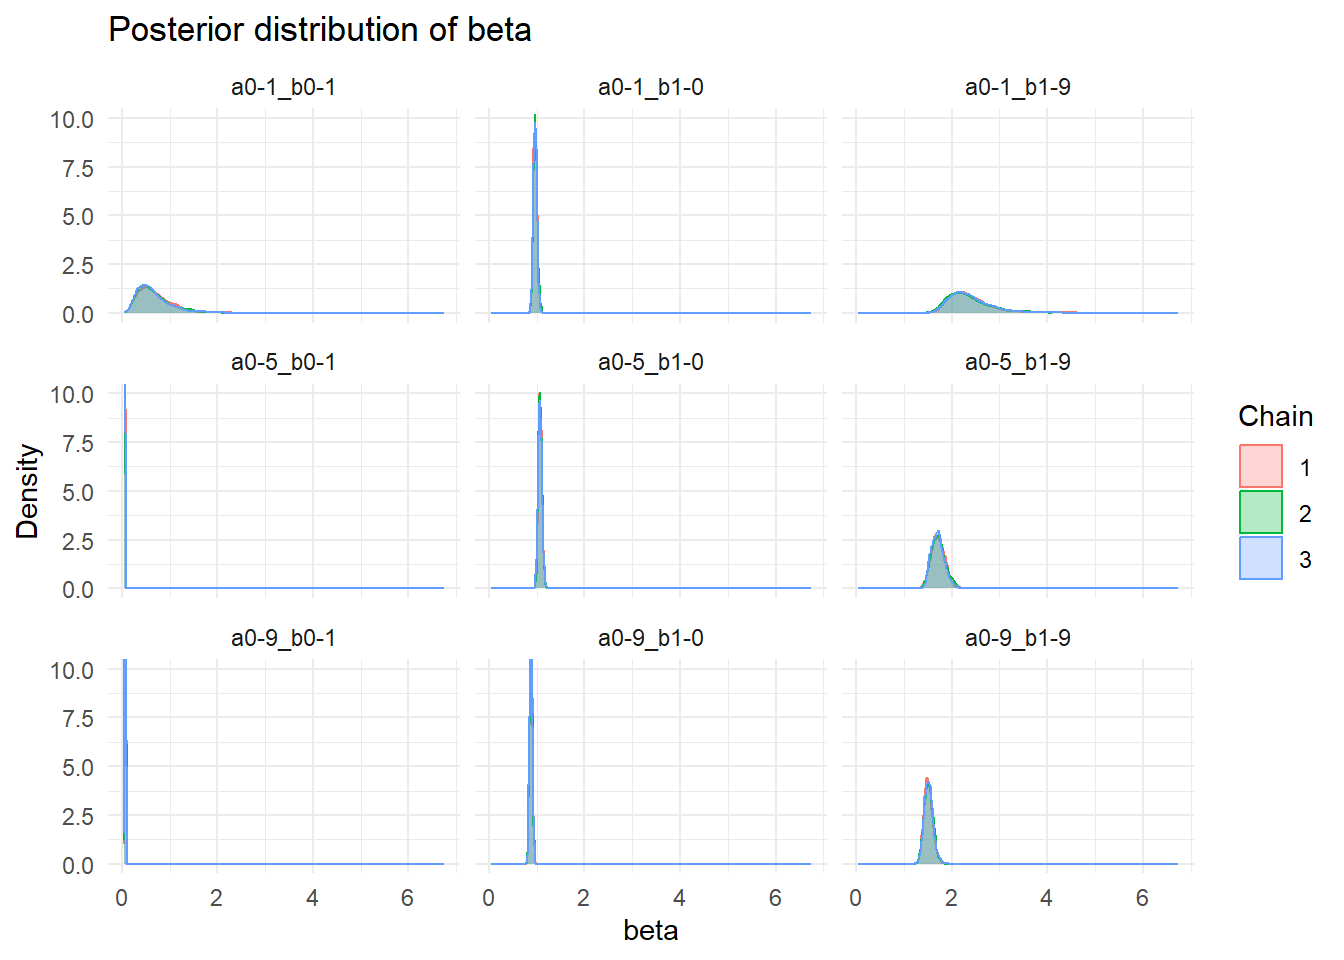 Posterior distribution of beta
a0-1_b0-1 a0-1_b1-0 a0-1_b1-9
10.0
7.5
5.0
2.5
0.0
a0-5_b0-1 a0-5_b1-0 a0-5_b1-9
10.0
7.5
5.0
2.5
0.0
Density
a0-9_b0-1 a0-9_b1-0 a0-9_b1-9
10.0
7.5
5.0
2.5
0.0
0 2 4 6 0 2 4 6 0 2 4 6
beta
Chain
1
2
3